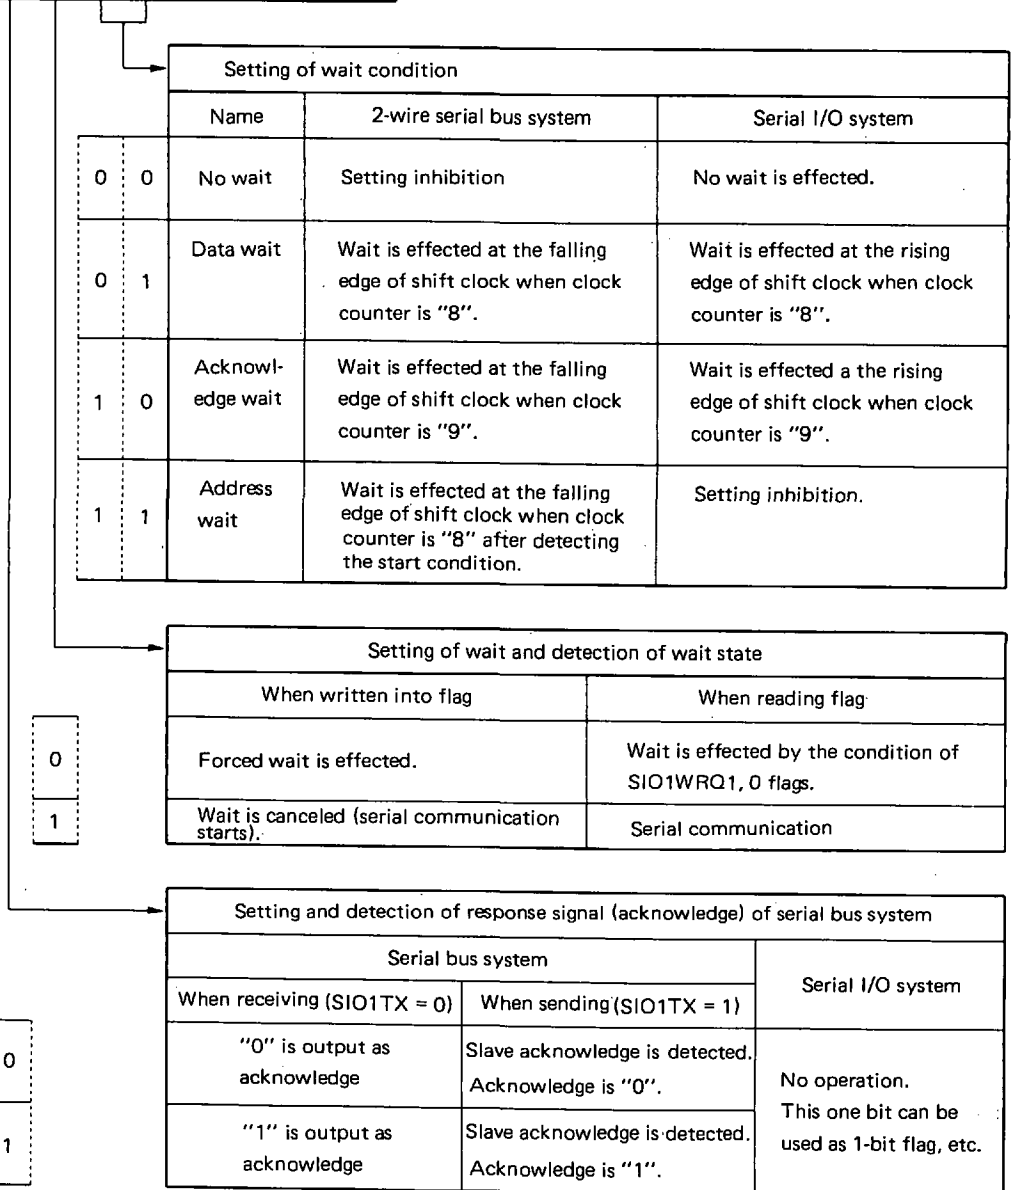 Setting of wait condition
Name 2-wire serial bus system Serial I/O system
0 0 No wait Setting inhibition No wait is effected.
0 1 Data wait Wait is effected at the falling edge of shift clock when clock counter is "8". Wait is effected at the rising edge of shift clock when clock counter is "8".
1 0 Acknowl-edge wait Wait is effected at the falling edge of shift clock when clock counter is "9". Wait is effected a the rising edge of shift clock when clock counter is "9".
1 1 Address wait Wait is effected at the falling edge of shift clock when clock counter is "8" after detecting the start condition. Setting inhibition.
Setting of wait and detection of wait state
When written into flag When reading flag
0 Forced wait is effected. Wait is effected by the condition of SIO1WRQ1, 0 flags.
1 Wait is canceled (serial communication starts). Serial communication
Setting and detection of response signal (acknowledge) of serial bus system
Serial bus system Serial I/O system
When receiving (SIO1TX = 0) When sending (SIO1TX = 1)
0 "0" is output as acknowledge Slave acknowledge is detected. Acknowledge is "0". No operation. This one bit can be used as 1-bit flag, etc.
1 "1" is output as acknowledge Slave acknowledge is detected. Acknowledge is "1".